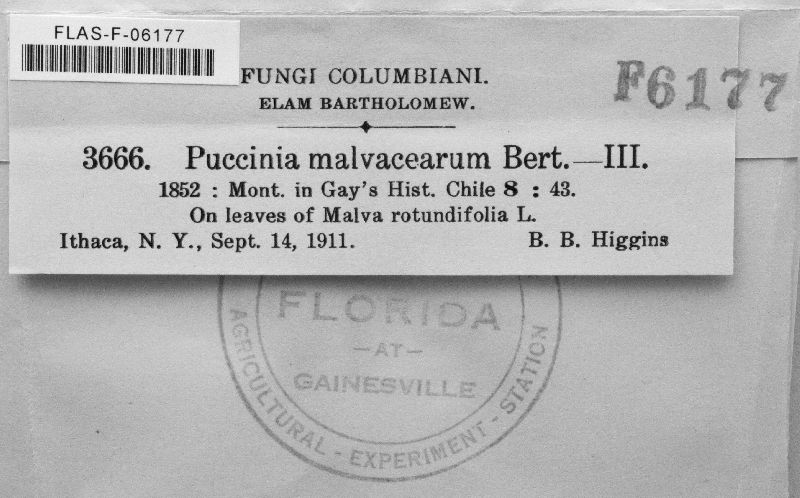 FLAS-F-06177
F6177
FUNGI COLUMBIANI.
ELAM BARTHOLOMEW.
3666. Puccinia malvacearum Bert.—III.
1852 : Mont. in Gay's Hist. Chile 8 : 43.
On leaves of Malva rotundifolia L.
Ithaca, N. Y., Sept. 14, 1911. B. B. Higgins
FLORIDA
—AT—
GAINESVILLE
AGRICULTURAL - EXPERIMENT - STATION